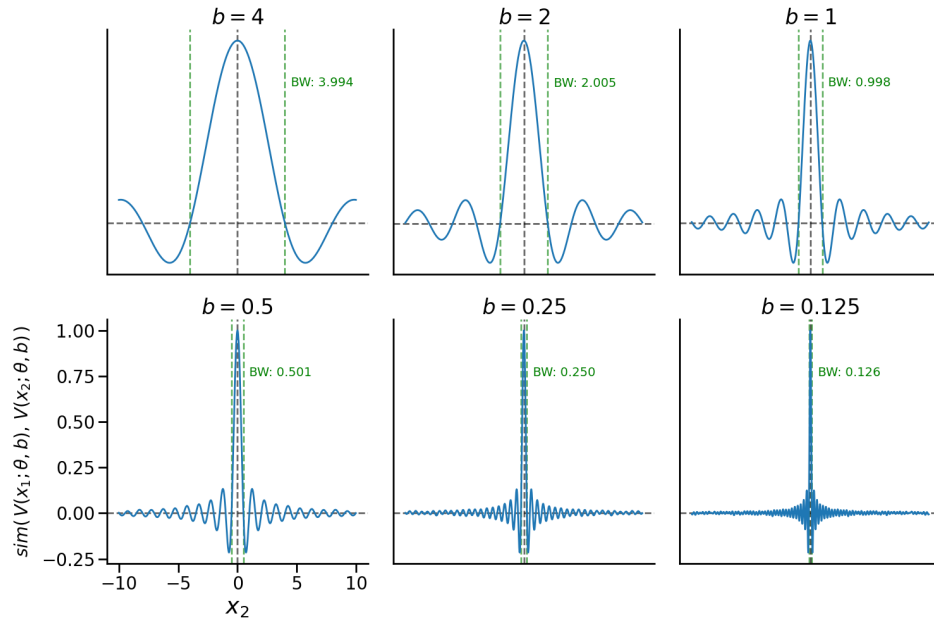 b = 4
b = 2
b = 1
BW: 3.994
BW: 2.005
BW: 0.998
b = 0.5
b = 0.25
b = 0.125
1.00
0.75
0.50
0.25
0.00
−0.25
sim( V(x₁; θ, b), V(x₂; θ, b) )
BW: 0.501
BW: 0.250
BW: 0.126
−10
−5
0
5
10
x₂